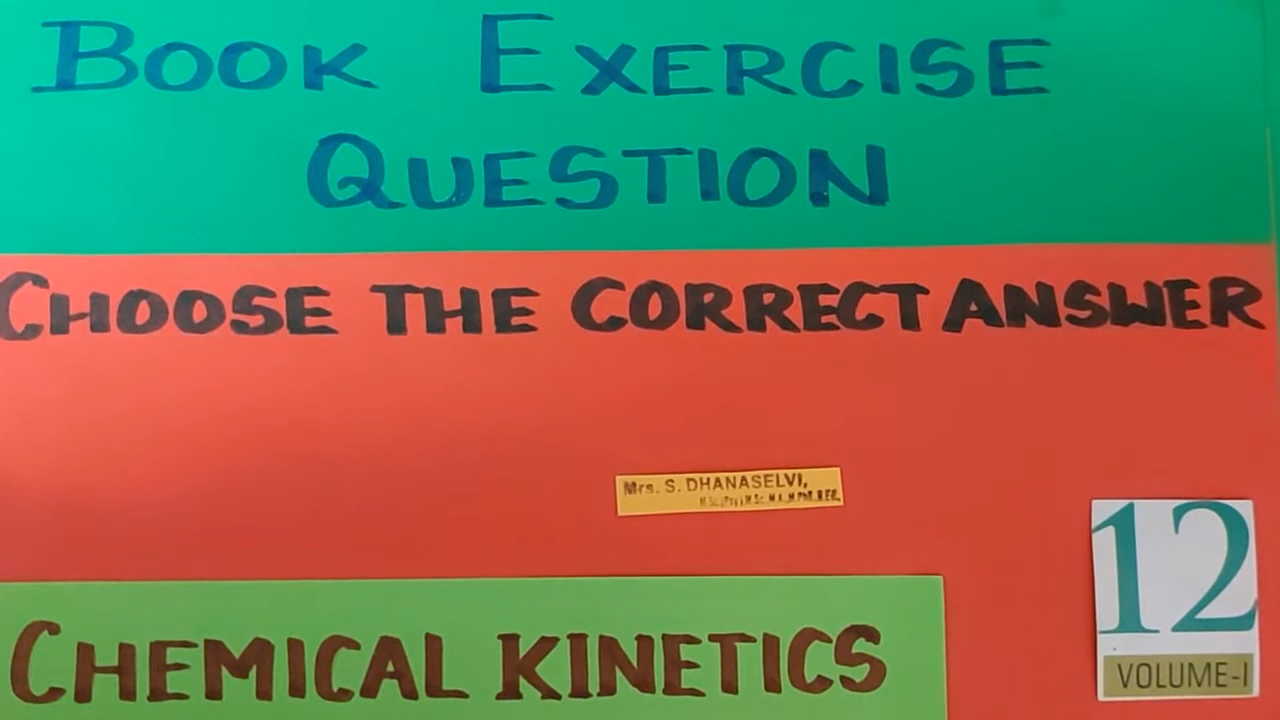 BOOK EXERCISE
QUESTION
CHOOSE THE CORRECT ANSWER
Mrs. S. DHANASELVI,
CHEMICAL KINETICS
12
VOLUME-I